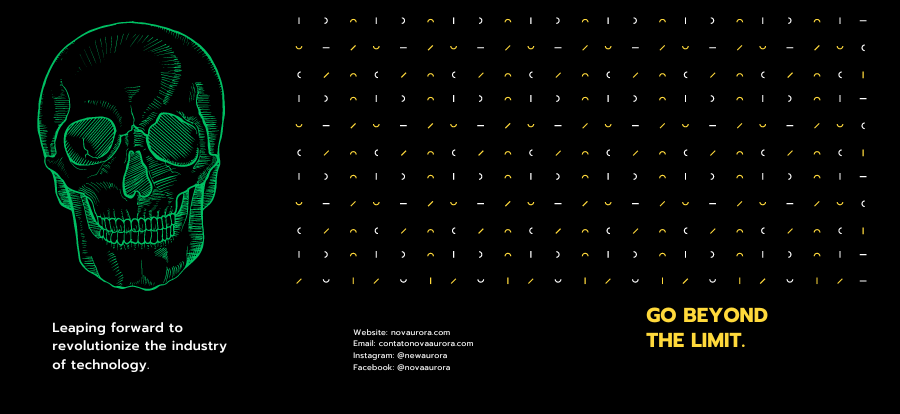 Leaping forward to
revolutionize the industry
of technology.
Website: novaurora.com
Email: contatonovaaurora.com
Instagram: @newaurora
Facebook: @novaaurora
GO BEYOND
THE LIMIT.